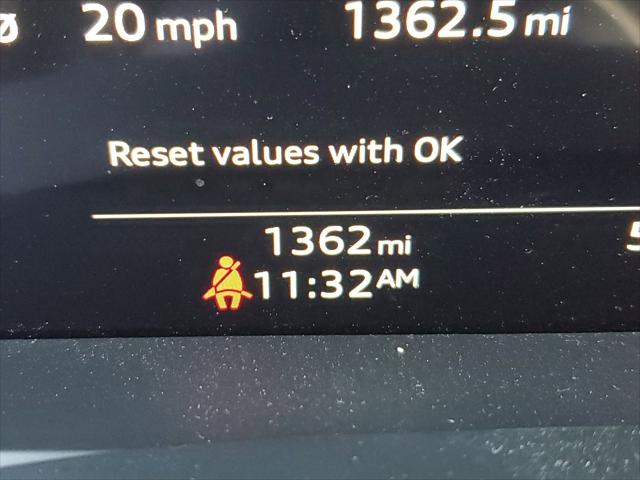 ø 20 mph 1362.5 mi
Reset values with OK
1362 mi
11:32 AM